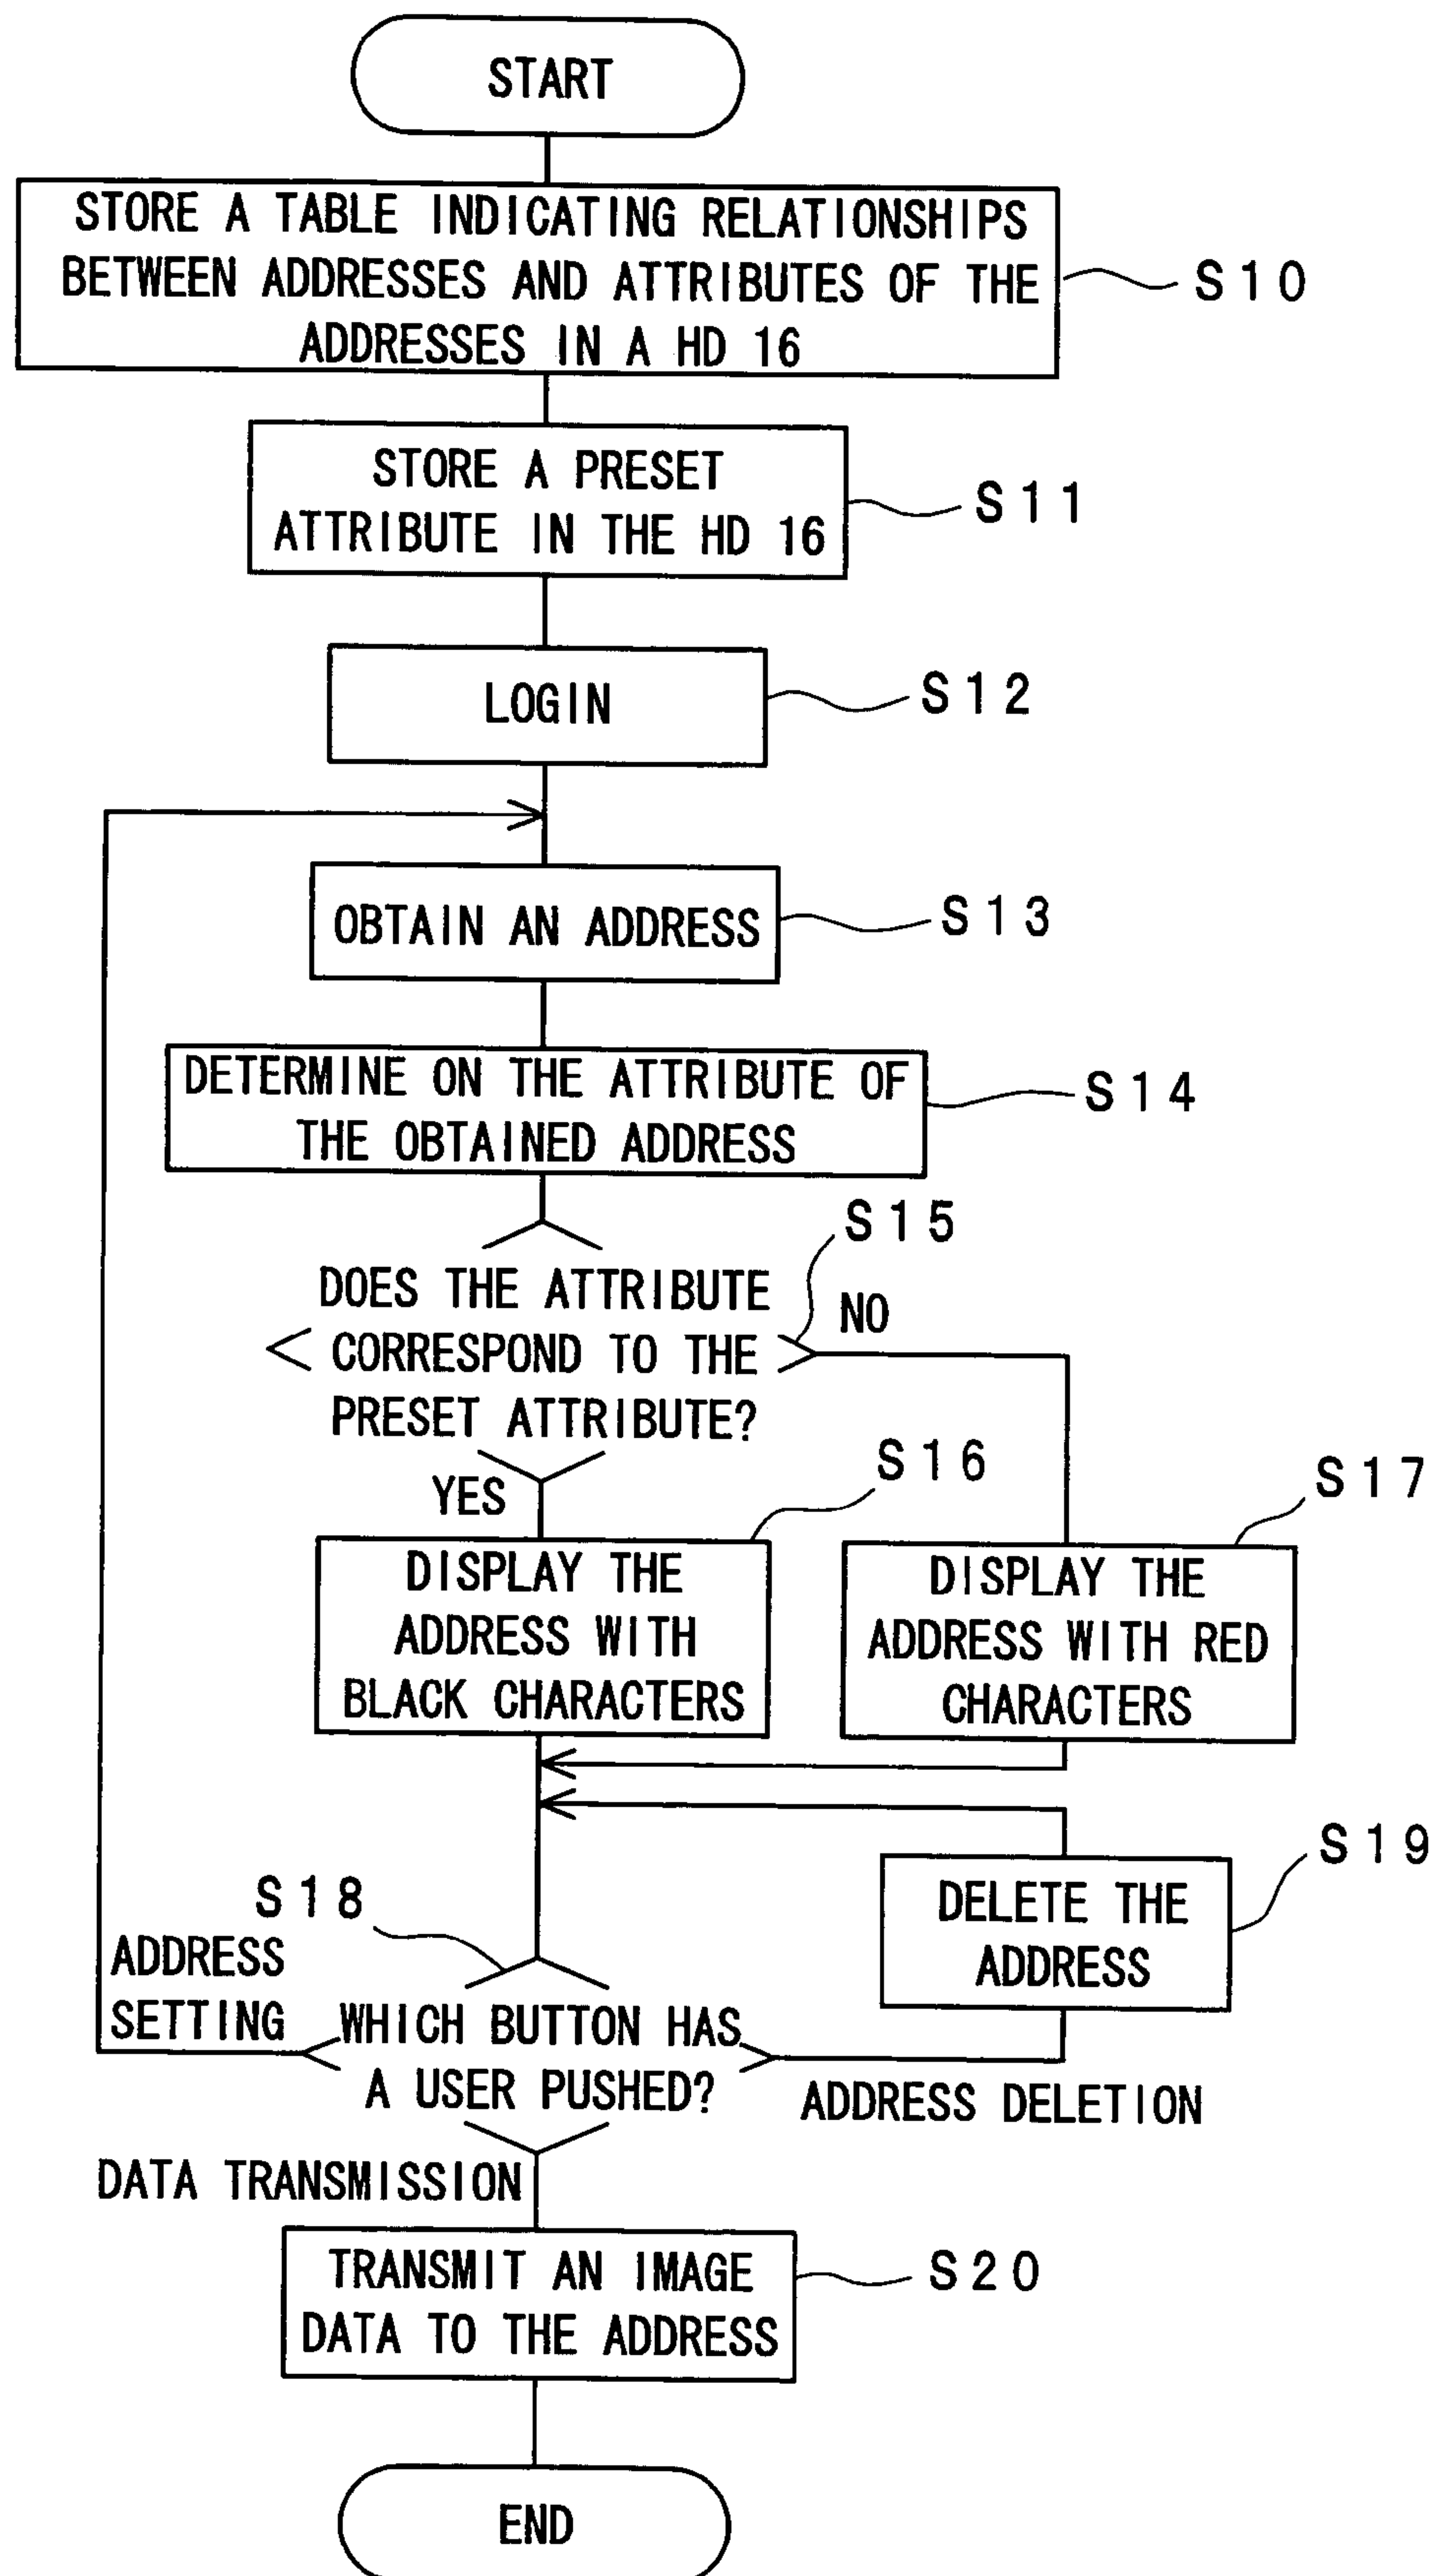 START
STORE A TABLE INDICATING RELATIONSHIPS
BETWEEN ADDRESSES AND ATTRIBUTES OF THE
ADDRESSES IN A HD 16
S10
STORE A PRESET
ATTRIBUTE IN THE HD 16
S11
LOGIN
S12
OBTAIN AN ADDRESS
S13
DETERMINE ON THE ATTRIBUTE OF
THE OBTAINED ADDRESS
S14
S15
DOES THE ATTRIBUTE
CORRESPOND TO THE
PRESET ATTRIBUTE?
NO
YES
S16
DISPLAY THE
ADDRESS WITH
BLACK CHARACTERS
S17
DISPLAY THE
ADDRESS WITH RED
CHARACTERS
S19
DELETE THE
ADDRESS
S18
ADDRESS
SETTING
WHICH BUTTON HAS
A USER PUSHED?
ADDRESS DELETION
DATA TRANSMISSION
TRANSMIT AN IMAGE
DATA TO THE ADDRESS
S20
END